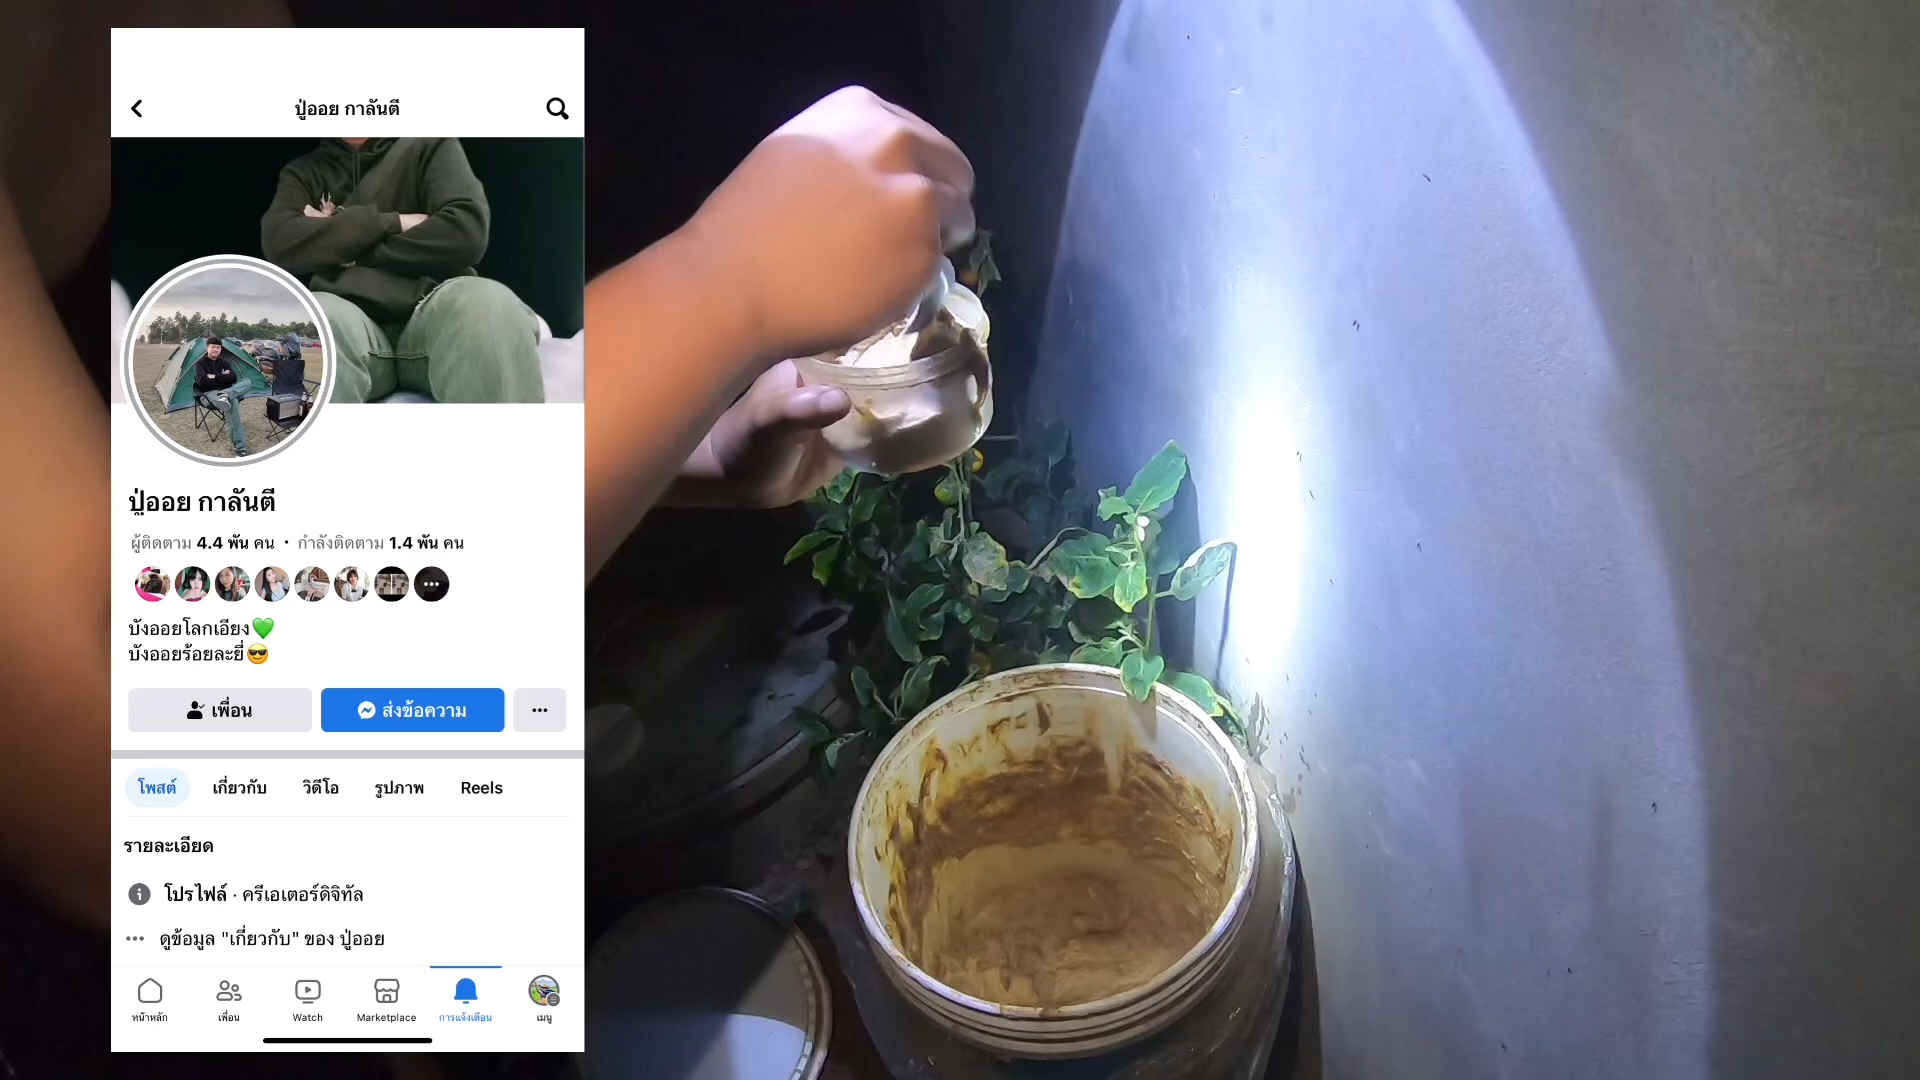 ปู่ออย กาลันตี
ปู่ออย กาลันตี
ผู้ติดตาม 4.4 พัน คน · กำลังติดตาม 1.4 พัน คน
บังออยโลกเอียง💚
บังออยร้อยละยี่😎
เพื่อน
ส่งข้อความ
โพสต์ เกี่ยวกับ วิดีโอ รูปภาพ Reels
รายละเอียด
โปรไฟล์ · ครีเอเตอร์ดิจิทัล
ดูข้อมูล "เกี่ยวกับ" ของ ปู่ออย
หน้าหลัก เพื่อน Watch Marketplace การแจ้งเตือน เมนู